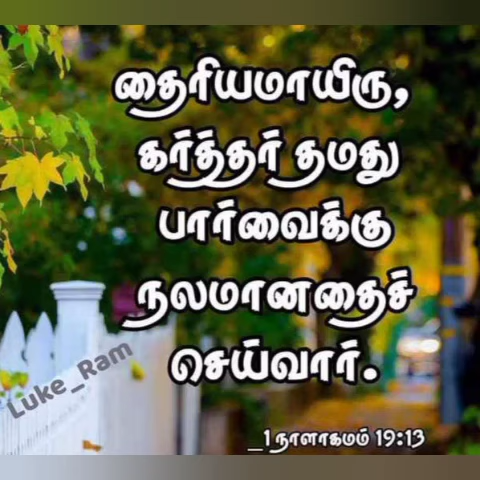 தைரியமாயிரு,
கர்த்தர் தமது
பார்வைக்கு
நலமானதைச்
செய்வார்.
Luke_Ram
_1 நாளாகமம் 19:13